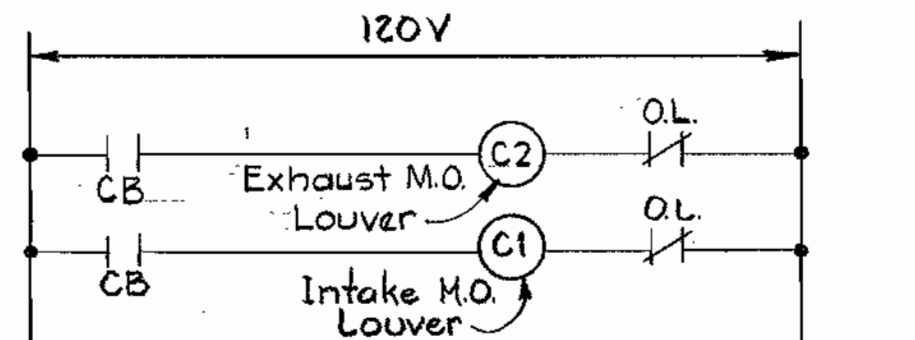 120V
O.L.
C2
CB
Exhaust M.O.
Louver
O.L.
C1
CB
Intake M.O.
Louver